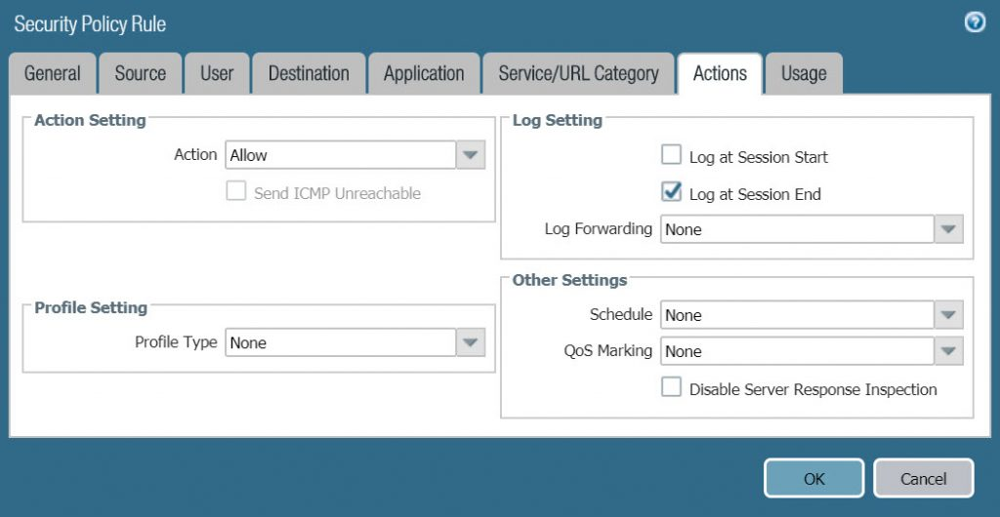 Security Policy Rule
General Source User Destination Application Service/URL Category Actions Usage
Action Setting
Action Allow
Send ICMP Unreachable
Profile Setting
Profile Type None
Log Setting
Log at Session Start
Log at Session End
Log Forwarding None
Other Settings
Schedule None
QoS Marking None
Disable Server Response Inspection
OK Cancel